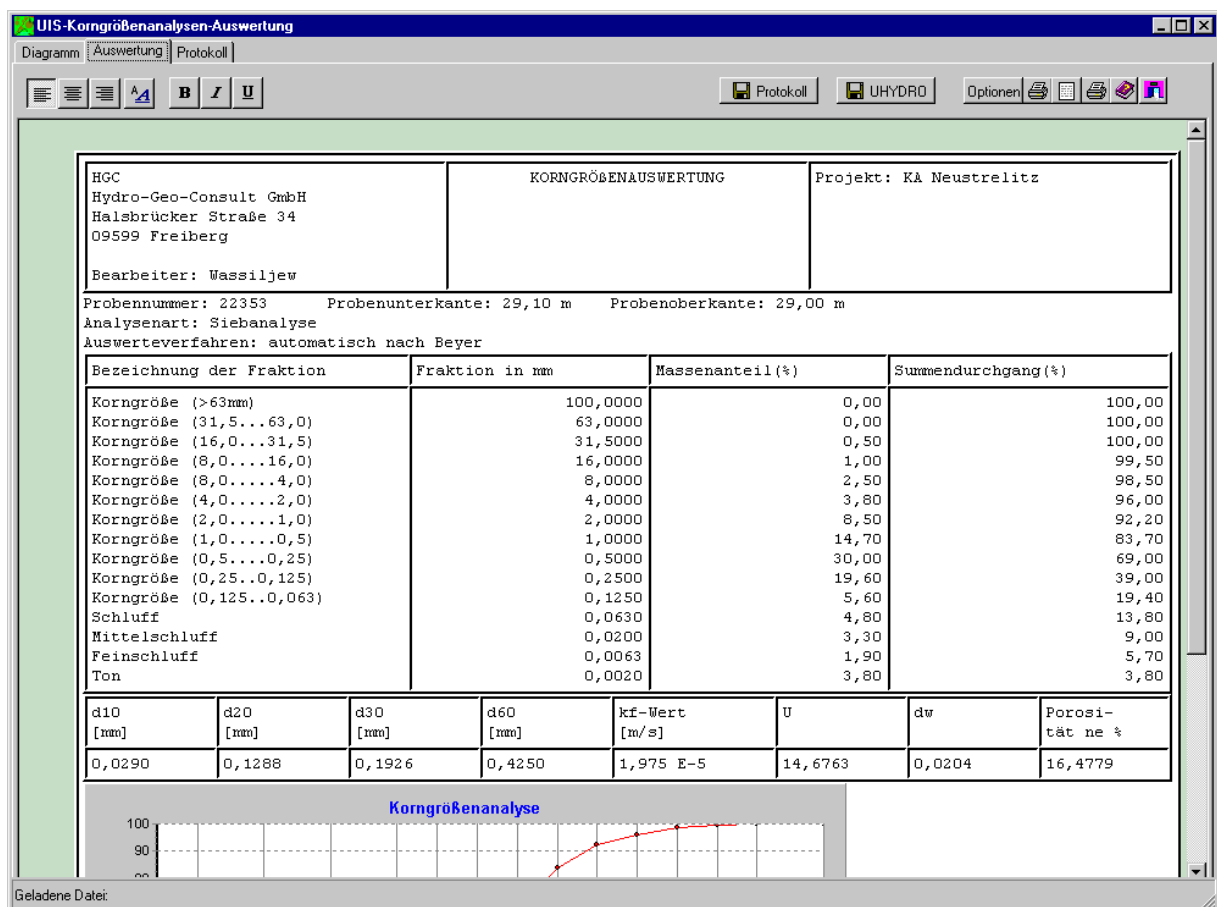 UIS-Korngrößenanalysen-Auswertung
Diagramm Auswertung Protokoll
B I U Protokoll UHYDRO Optionen
HGC KORNGRÖßENAUSWERTUNG Projekt: KA Neustrelitz
Hydro-Geo-Consult GmbH
Halsbrücker Straße 34
09599 Freiberg
Bearbeiter: Wassiljew
Probennummer: 22353 Probenunterkante: 29,10 m Probenoberkante: 29,00 m
Analysenart: Siebanalyse
Auswerteverfahren: automatisch nach Beyer
Bezeichnung der Fraktion Fraktion in mm Massenanteil(%) Summendurchgang(%)
Korngröße (>63mm) 100,0000 0,00 100,00
Korngröße (31,5...63,0) 63,0000 0,00 100,00
Korngröße (16,0...31,5) 31,5000 0,50 100,00
Korngröße (8,0....16,0) 16,0000 1,00 99,50
Korngröße (8,0.....4,0) 8,0000 2,50 98,50
Korngröße (4,0.....2,0) 4,0000 3,80 96,00
Korngröße (2,0.....1,0) 2,0000 8,50 92,20
Korngröße (1,0.....0,5) 1,0000 14,70 83,70
Korngröße (0,5....0,25) 0,5000 30,00 69,00
Korngröße (0,25..0,125) 0,2500 19,60 39,00
Korngröße (0,125..0,063) 0,1250 5,60 19,40
Schluff 0,0630 4,80 13,80
Mittelschluff 0,0200 3,30 9,00
Feinschluff 0,0063 1,90 5,70
Ton 0,0020 3,80 3,80
d10 d20 d30 d60 kf-Wert U dw Porosi-
[mm] [mm] [mm] [mm] [m/s] tät ne %
0,0290 0,1288 0,1926 0,4250 1,975 E-5 14,6763 0,0204 16,4779
Korngrößenanalyse
100
90
Geladene Datei: